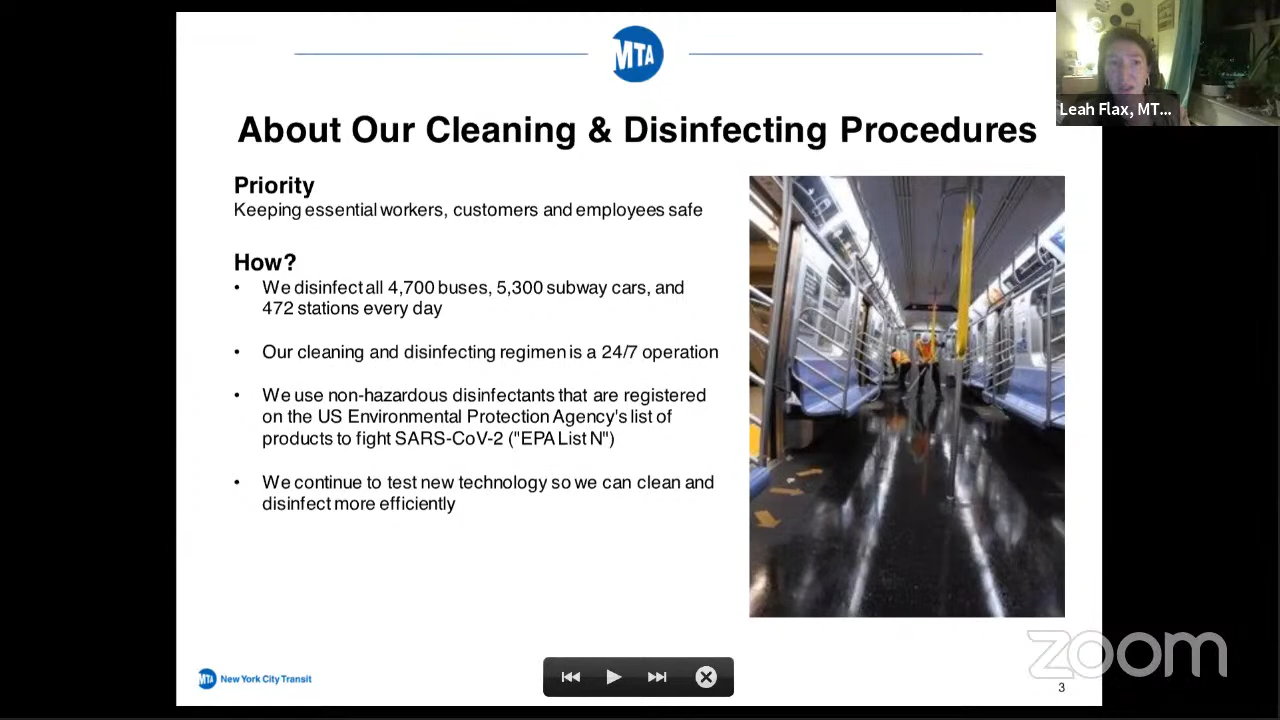 MTA
Leah Flax, MT...
About Our Cleaning & Disinfecting Procedures
Priority
Keeping essential workers, customers and employees safe
How?
• We disinfect all 4,700 buses, 5,300 subway cars, and
472 stations every day
• Our cleaning and disinfecting regimen is a 24/7 operation
• We use non-hazardous disinfectants that are registered
on the US Environmental Protection Agency's list of
products to fight SARS-CoV-2 ("EPA List N")
• We continue to test new technology so we can clean and
disinfect more efficiently
MTA New York City Transit
zoom
3